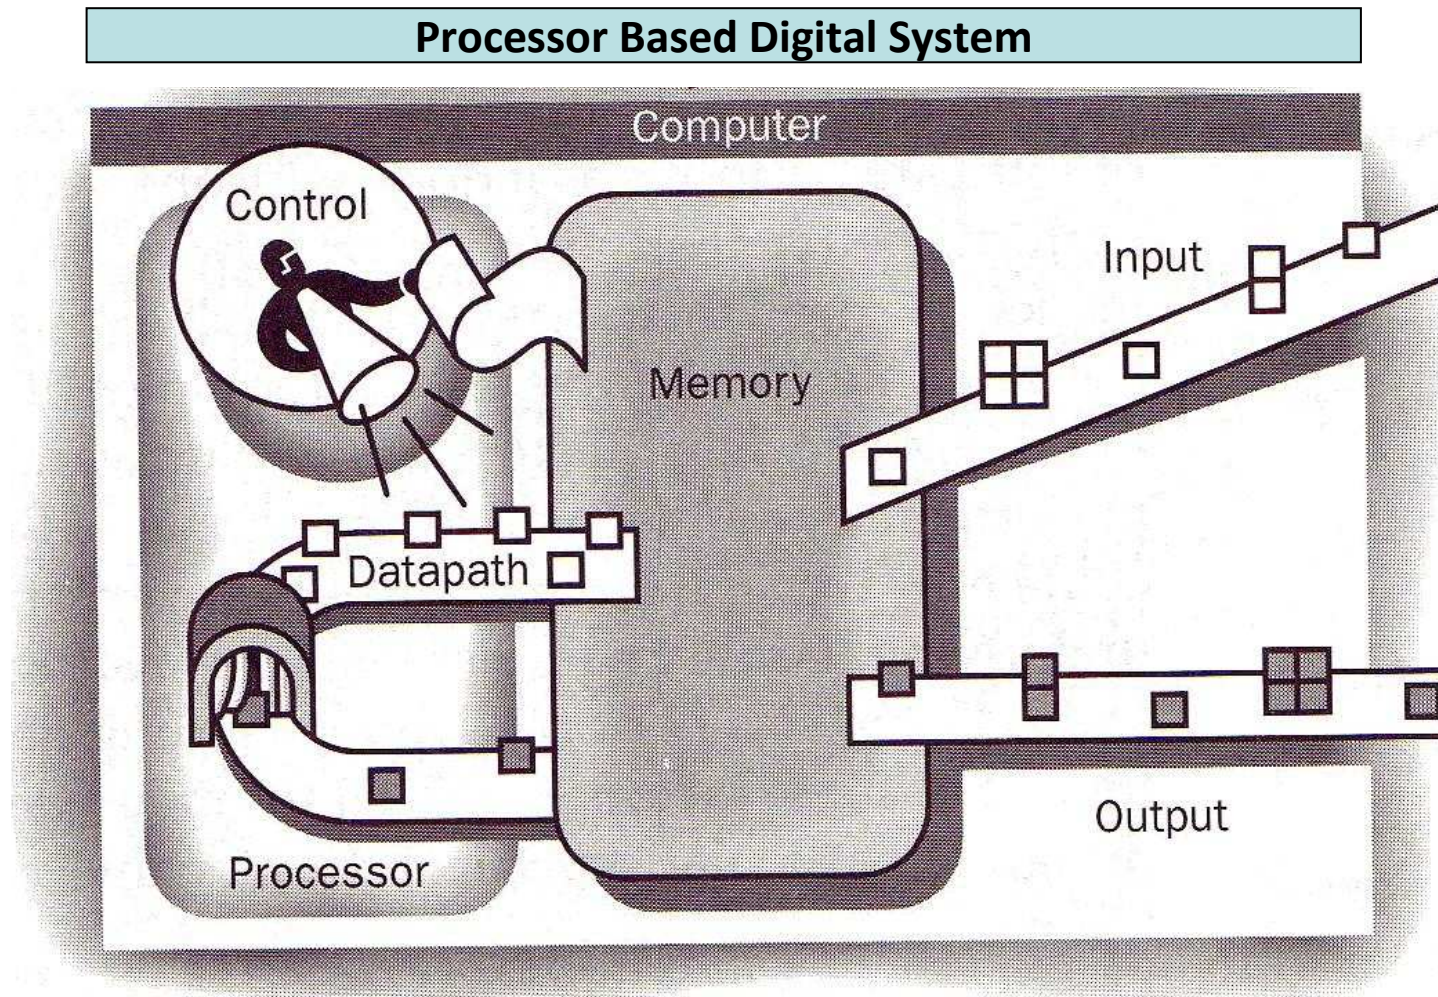 Processor Based Digital System
Computer
Control
Input
Memory
Datapath
Output
Processor